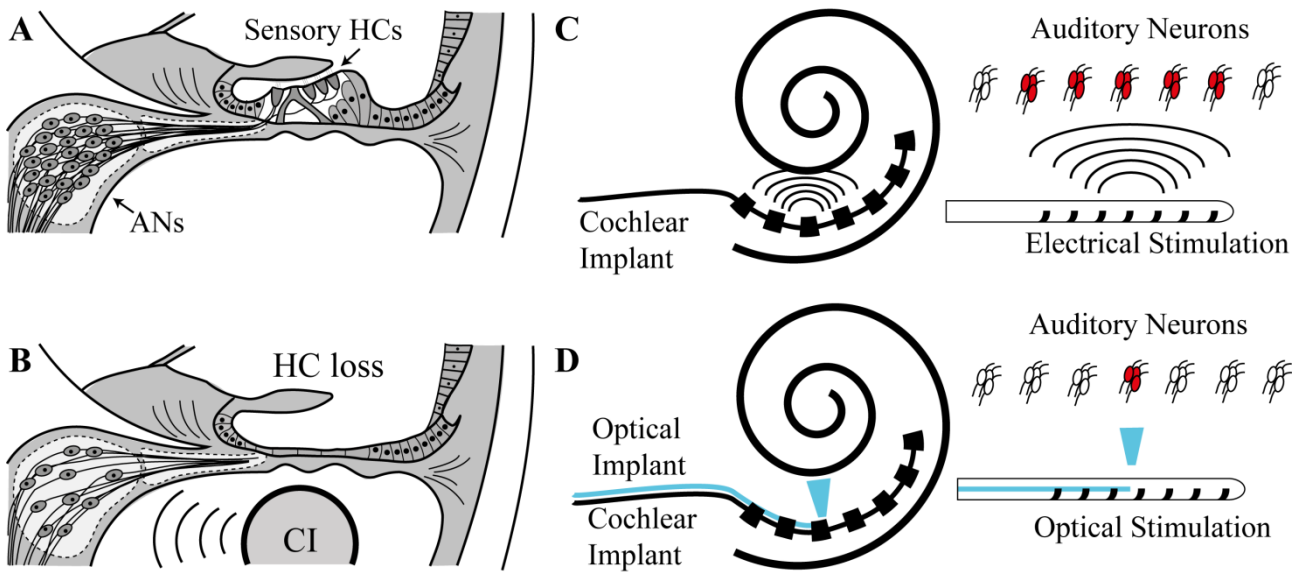 A
Sensory HCs
ANs
B
HC loss
CI
C
Cochlear
Implant
Auditory Neurons
Electrical Stimulation
D
Optical
Implant
Cochlear
Implant
Auditory Neurons
Optical Stimulation